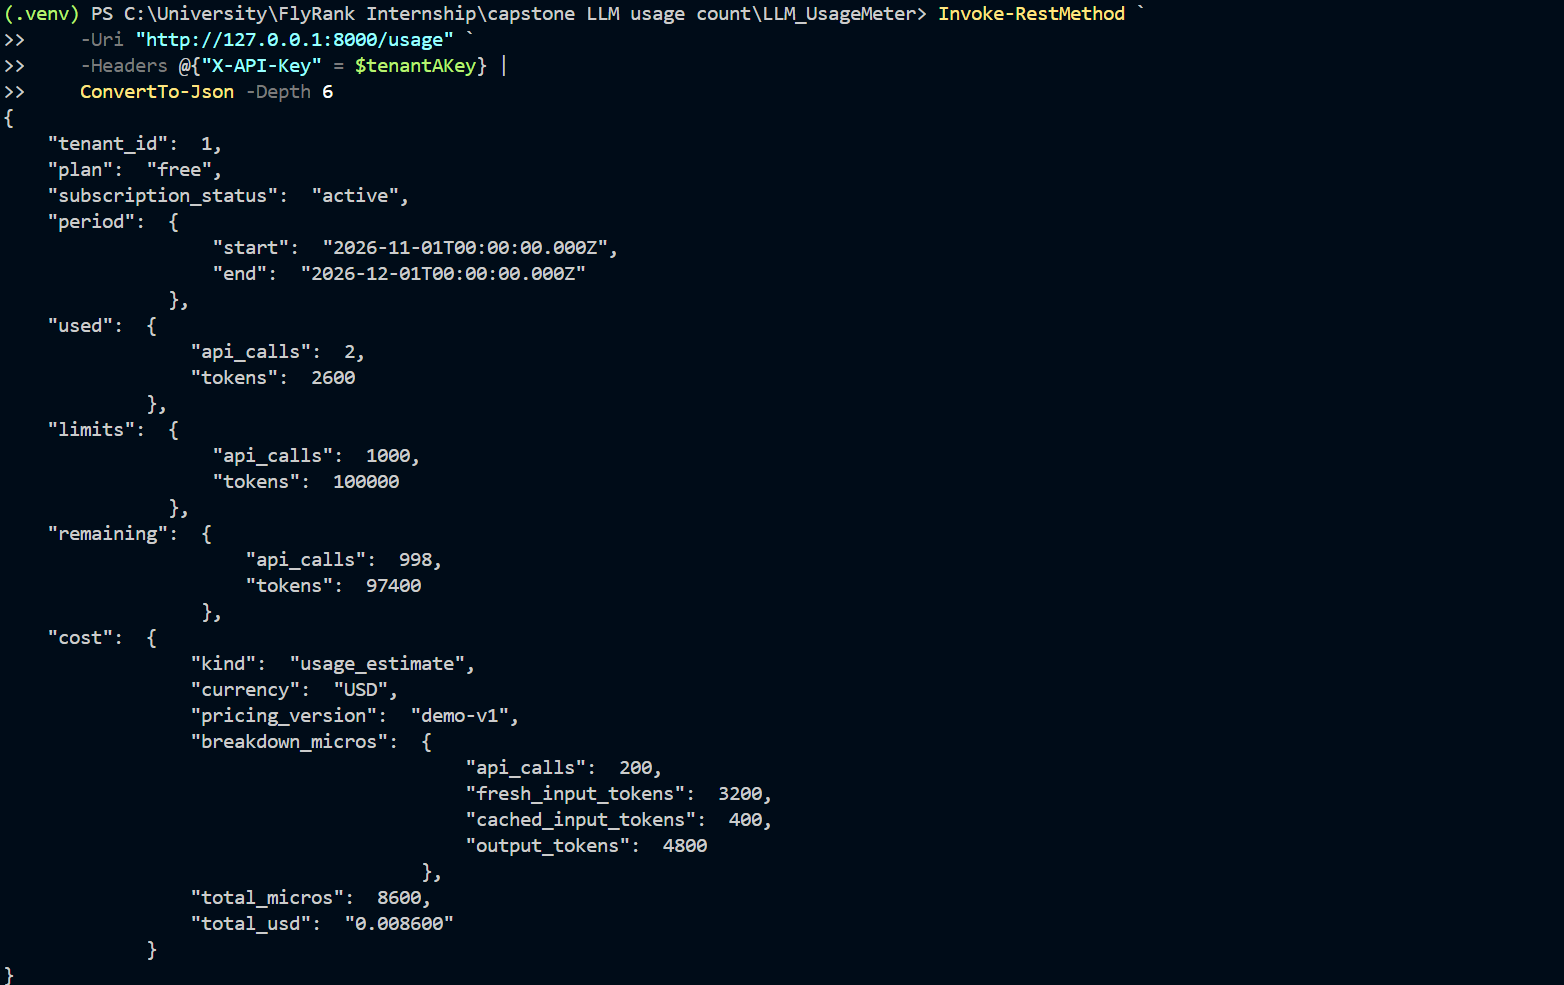 (.venv) PS C:\University\FlyRank Internship\capstone LLM usage count\LLM_UsageMeter> Invoke-RestMethod `
>>     -Uri "http://127.0.0.1:8000/usage" `
>>     -Headers @{"X-API-Key" = $tenantAKey} |
>>     ConvertTo-Json -Depth 6
{
    "tenant_id":  1,
    "plan":  "free",
    "subscription_status":  "active",
    "period":  {
                   "start":  "2026-11-01T00:00:00.000Z",
                   "end":  "2026-12-01T00:00:00.000Z"
               },
    "used":  {
                 "api_calls":  2,
                 "tokens":  2600
             },
    "limits":  {
                   "api_calls":  1000,
                   "tokens":  100000
               },
    "remaining":  {
                      "api_calls":  998,
                      "tokens":  97400
                  },
    "cost":  {
                 "kind":  "usage_estimate",
                 "currency":  "USD",
                 "pricing_version":  "demo-v1",
                 "breakdown_micros":  {
                                          "api_calls":  200,
                                          "fresh_input_tokens":  3200,
                                          "cached_input_tokens":  400,
                                          "output_tokens":  4800
                                      },
                 "total_micros":  8600,
                 "total_usd":  "0.008600"
             }
}